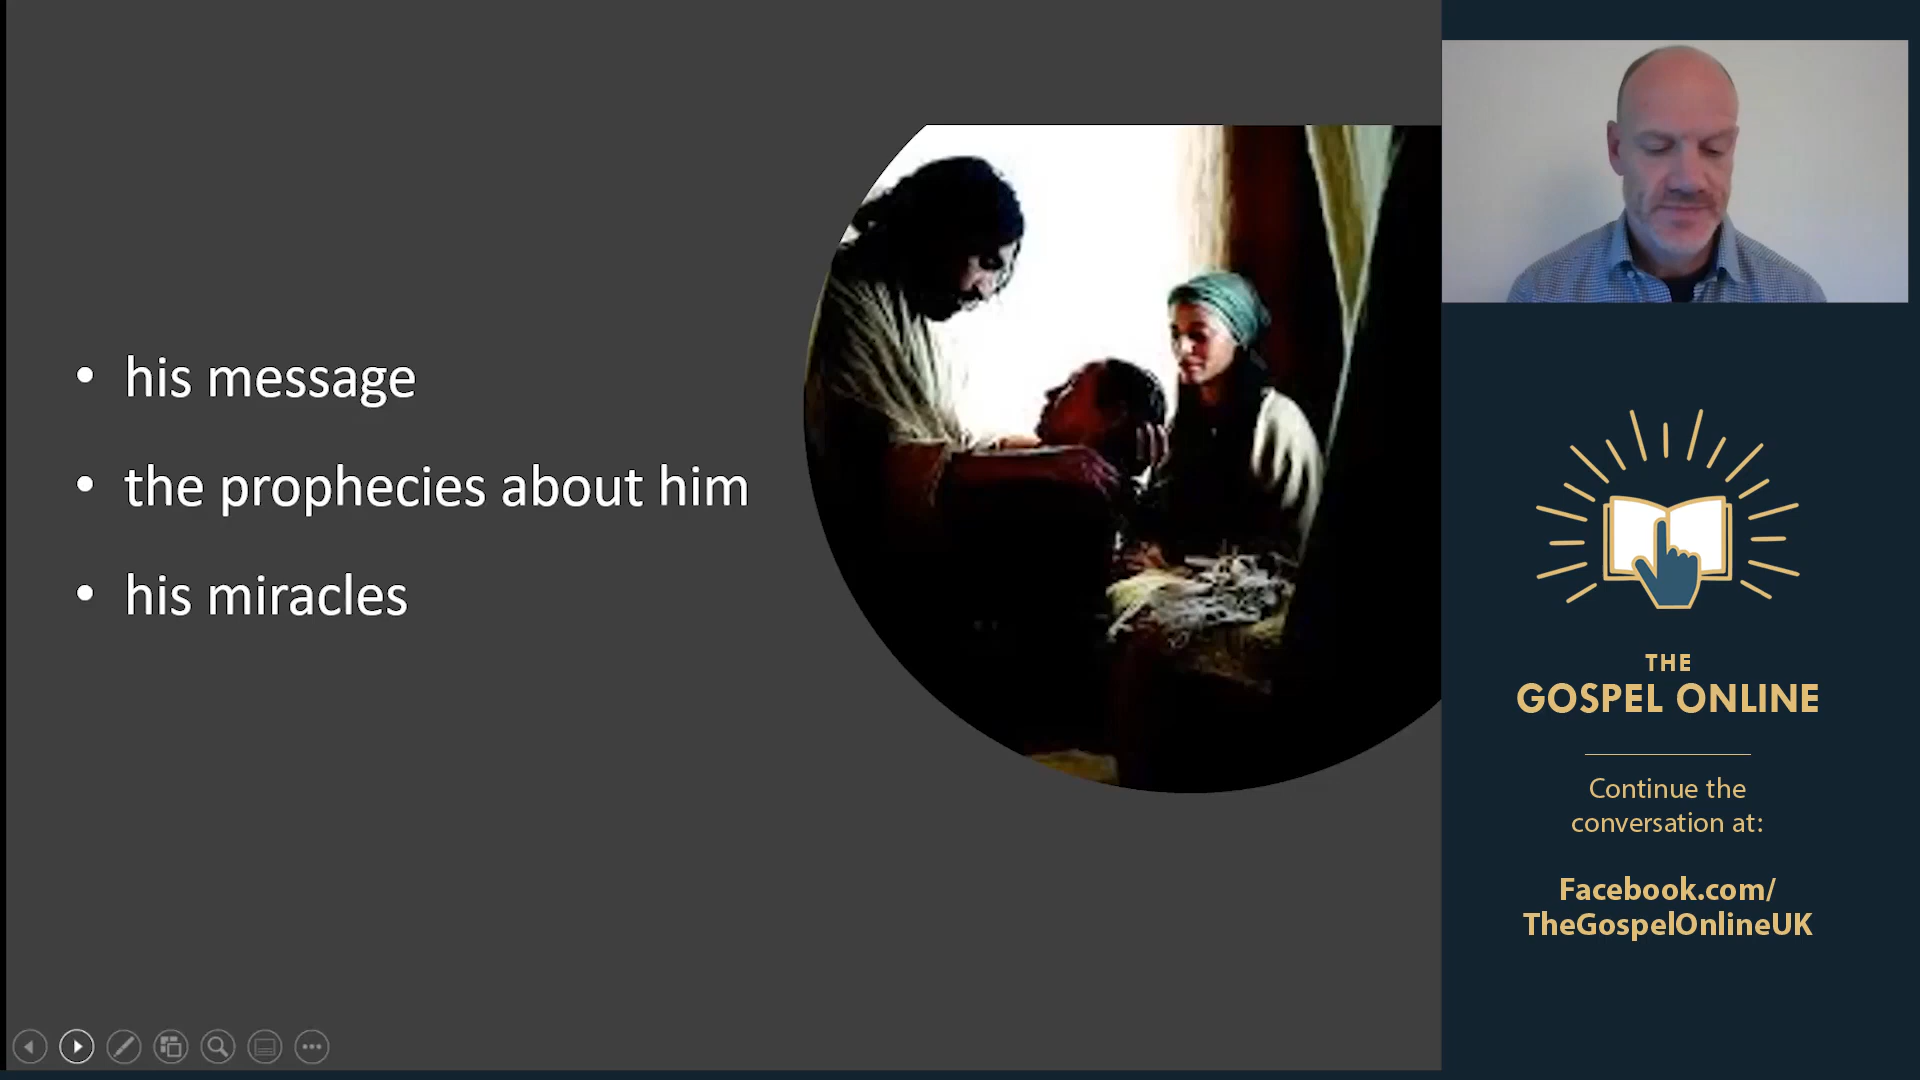 • his message
• the prophecies about him
• his miracles
THE
GOSPEL ONLINE
Continue the
conversation at:
Facebook.com/
TheGospelOnlineUK